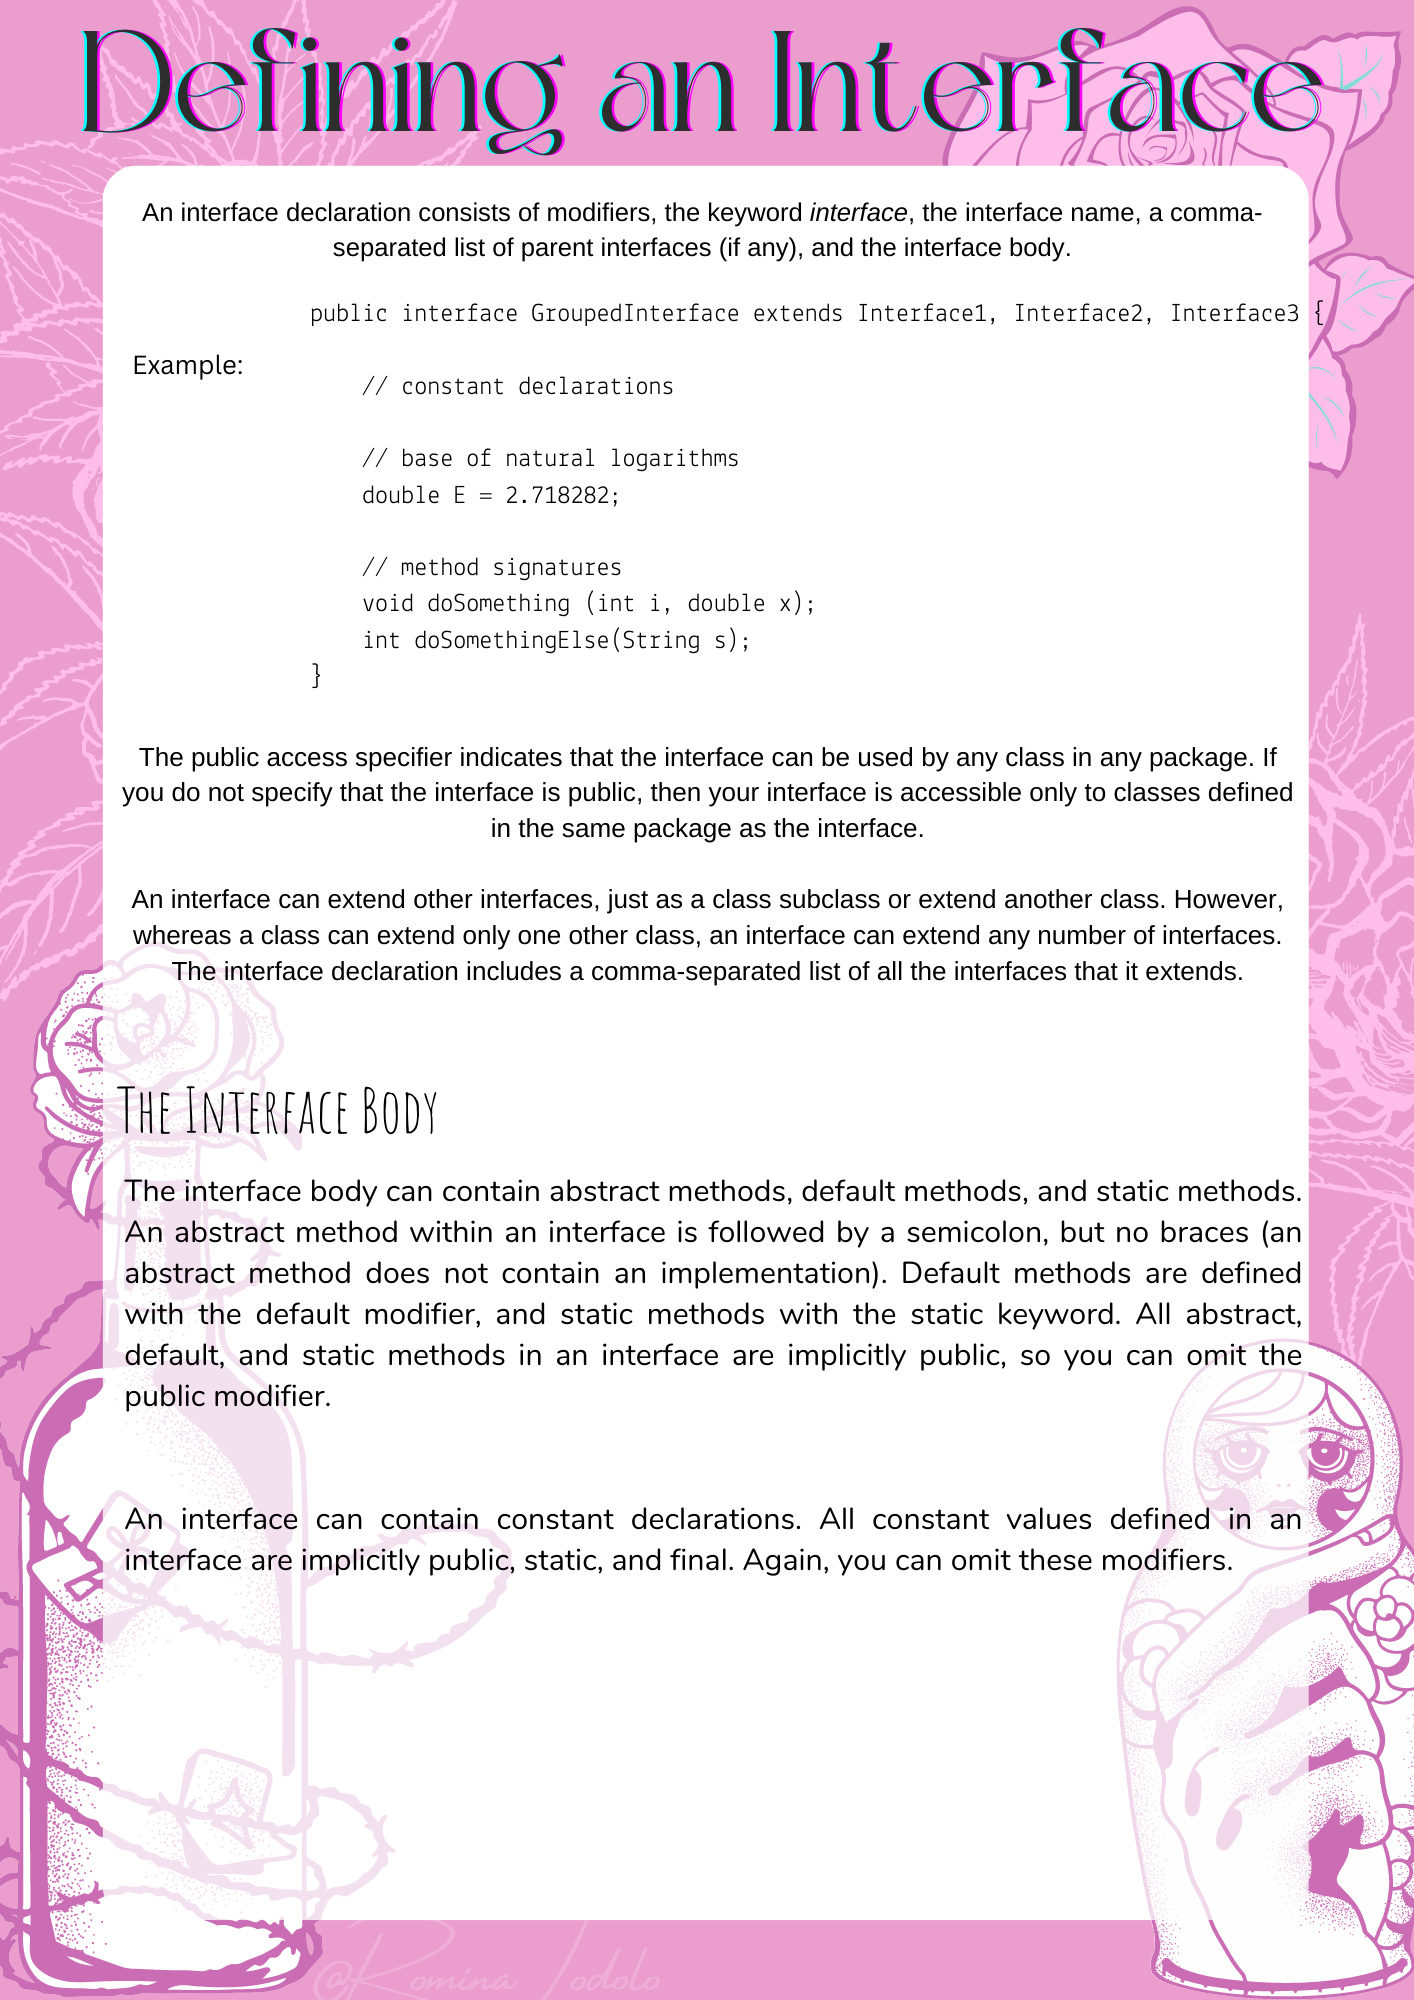 Defining an Interface
An interface declaration consists of modifiers, the keyword interface, the interface name, a comma-
separated list of parent interfaces (if any), and the interface body.
public interface GroupedInterface extends Interface1, Interface2, Interface3 {
Example:
// constant declarations
// base of natural logarithms
double E = 2.718282;
// method signatures
void doSomething (int i, double x);
int doSomethingElse(String s);
}
The public access specifier indicates that the interface can be used by any class in any package. If
you do not specify that the interface is public, then your interface is accessible only to classes defined
in the same package as the interface.
An interface can extend other interfaces, just as a class subclass or extend another class. However,
whereas a class can extend only one other class, an interface can extend any number of interfaces.
The interface declaration includes a comma-separated list of all the interfaces that it extends.
The Interface Body
The interface body can contain abstract methods, default methods, and static methods.
An abstract method within an interface is followed by a semicolon, but no braces (an
abstract method does not contain an implementation). Default methods are defined
with the default modifier, and static methods with the static keyword. All abstract,
default, and static methods in an interface are implicitly public, so you can omit the
public modifier.
An interface can contain constant declarations. All constant values defined in an
interface are implicitly public, static, and final. Again, you can omit these modifiers.
@Romina Iodolo